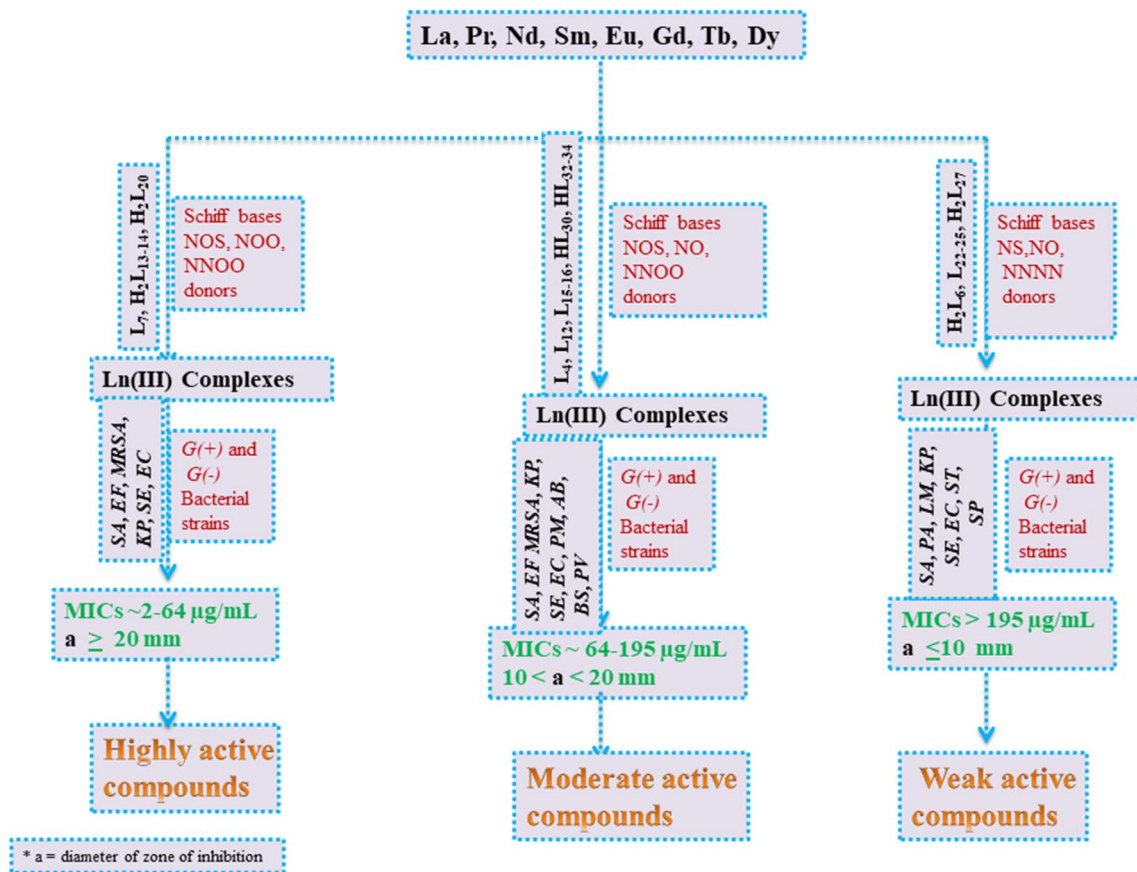 La, Pr, Nd, Sm, Eu, Gd, Tb, Dy
L₇, H₂L₁₃₋₁₄, H₂L₂₀
Schiff bases
NOS, NOO,
NNOO
donors
Ln(III) Complexes
SA, EF, MRSA,
KP, SE, EC
G(+) and
G(-)
Bacterial
strains
MICs ~2-64 µg/mL
a ≥ 20 mm
Highly active
compounds
L₄, L₁₂, L₁₅₋₁₆, HL₃₀, HL₃₂₋₃₄
Schiff bases
NOS, NO,
NNOO
donors
Ln(III) Complexes
SA, EF MRSA, KP,
SE, EC, PM, AB,
BS, PV
G(+) and
G(-)
Bacterial
strains
MICs ~ 64-195 µg/mL
10 < a < 20 mm
Moderate active
compounds
H₂L₆, L₂₂₋₂₅, H₂L₂₇
Schiff bases
NS,NO,
NNNN
donors
Ln(III) Complexes
SA, PA, LM, KP,
SE, EC, ST,
SP
G(+) and
G(-)
Bacterial
strains
MICs > 195 µg/mL
a ≤10 mm
Weak active
compounds
* a = diameter of zone of inhibition